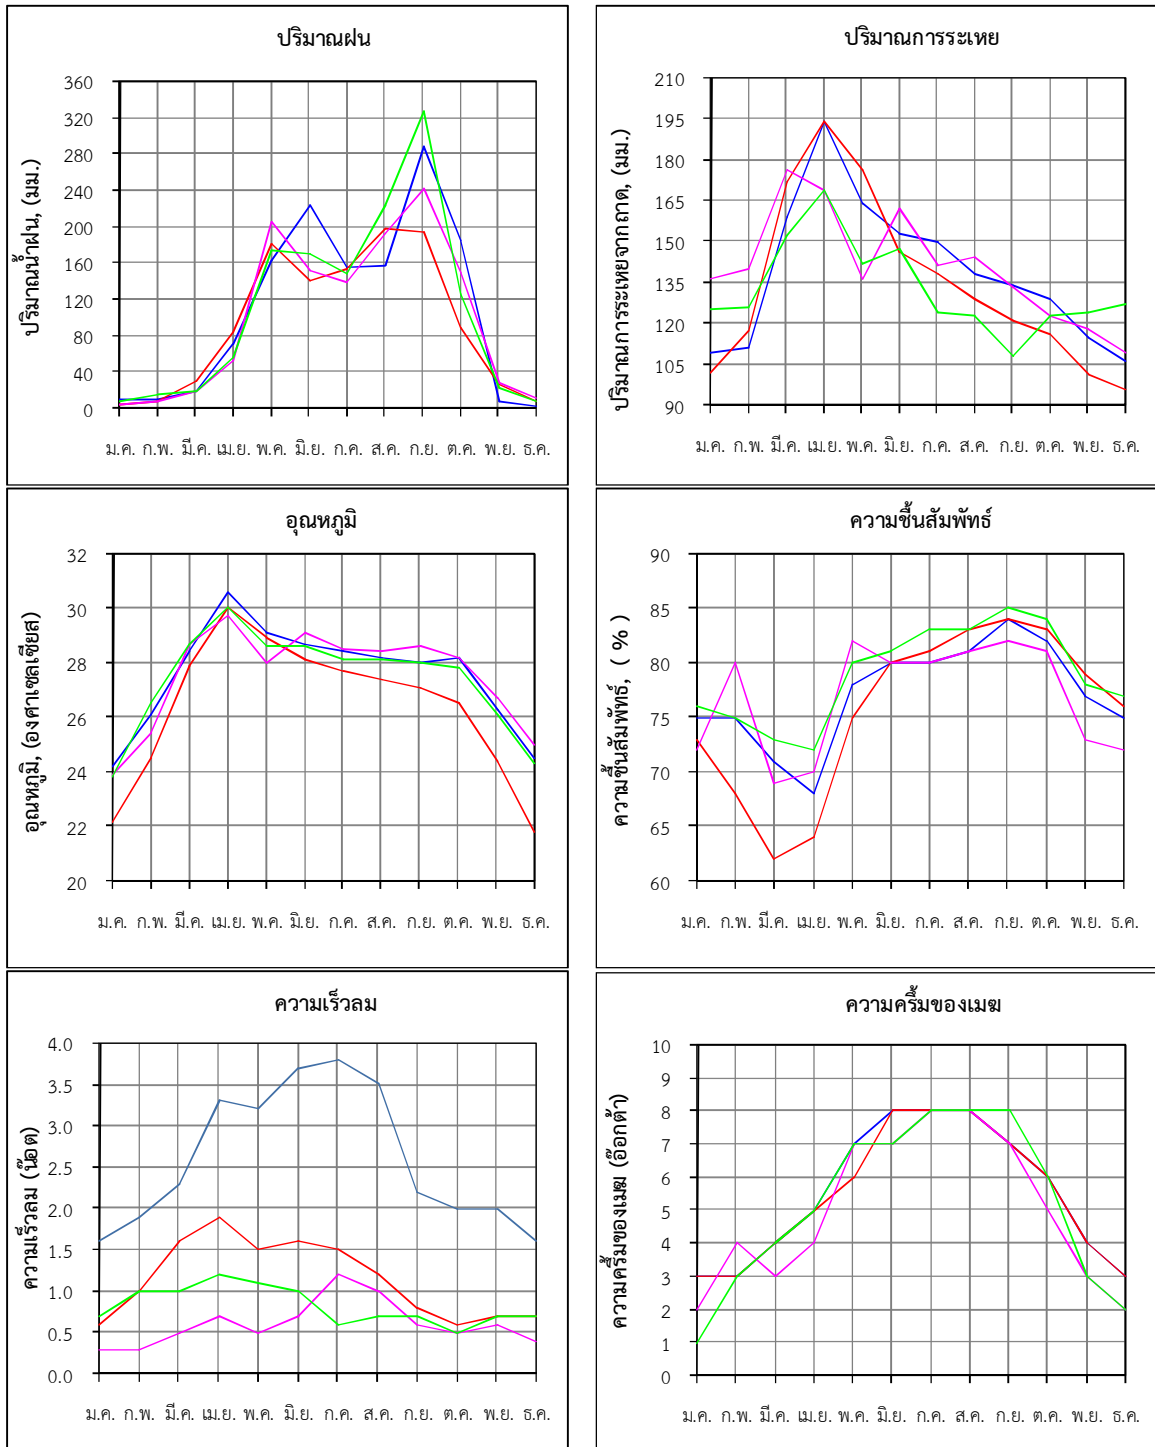 ปริมาณฝน
ปริมาณน้ำฝน, (มม.)
360
320
280
240
200
160
120
80
40
0
ม.ค. ก.พ. มี.ค. เม.ย. พ.ค. มิ.ย. ก.ค. ส.ค. ก.ย. ต.ค. พ.ย. ธ.ค.
ปริมาณการระเหย
ปริมาณการระเหยจากถาด, (มม.)
210
195
180
165
150
135
120
105
90
ม.ค. ก.พ. มี.ค. เม.ย. พ.ค. มิ.ย. ก.ค. ส.ค. ก.ย. ต.ค. พ.ย. ธ.ค.
อุณหภูมิ
อุณหภูมิ, (องศาเซลเซียส)
32
30
28
26
24
22
20
ม.ค. ก.พ. มี.ค. เม.ย. พ.ค. มิ.ย. ก.ค. ส.ค. ก.ย. ต.ค. พ.ย. ธ.ค.
ความชื้นสัมพัทธ์
ความชื้นสัมพัทธ์, ( % )
90
85
80
75
70
65
60
ม.ค. ก.พ. มี.ค. เม.ย. พ.ค. มิ.ย. ก.ค. ส.ค. ก.ย. ต.ค. พ.ย. ธ.ค.
ความเร็วลม
ความเร็วลม (น๊อต)
4.0
3.5
3.0
2.5
2.0
1.5
1.0
0.5
0.0
ม.ค. ก.พ. มี.ค. เม.ย. พ.ค. มิ.ย. ก.ค. ส.ค. ก.ย. ต.ค. พ.ย. ธ.ค.
ความครึ้มของเมฆ
ความครึ้มของเมฆ (อ๊อกต้า)
10
9
8
7
6
5
4
3
2
1
0
ม.ค. ก.พ. มี.ค. เม.ย. พ.ค. มิ.ย. ก.ค. ส.ค. ก.ย. ต.ค. พ.ย. ธ.ค.